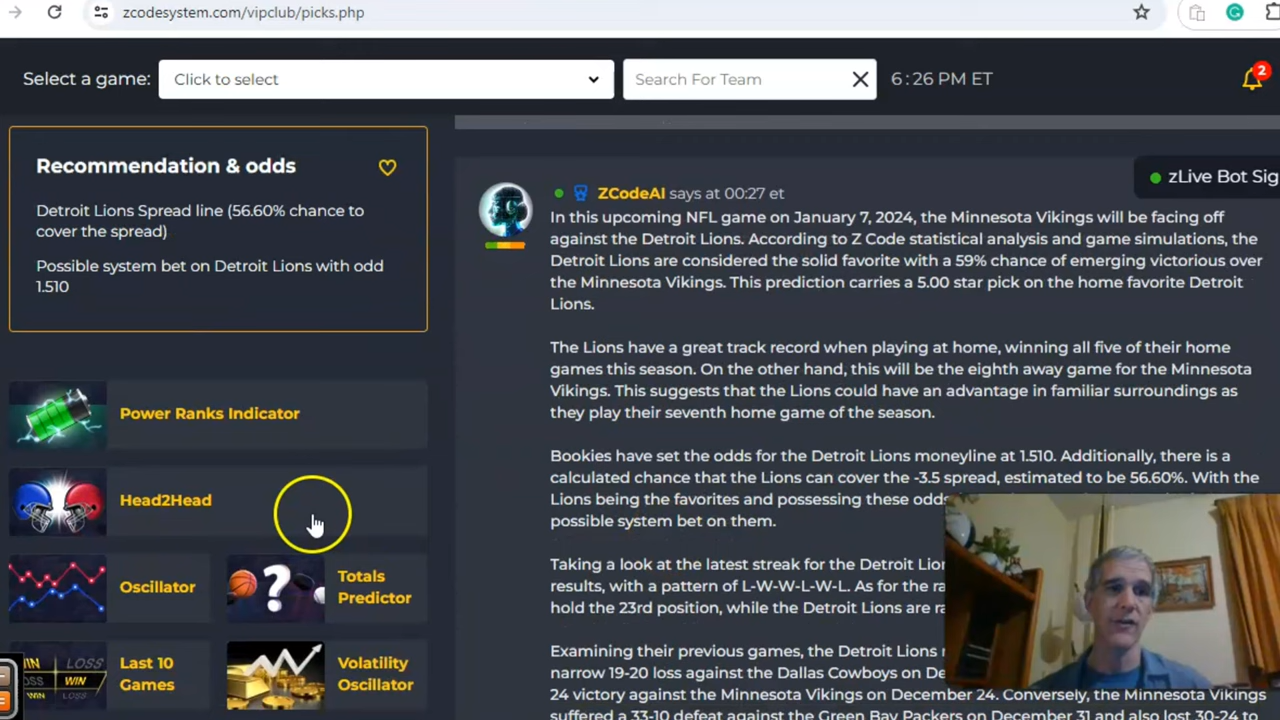 zcodesystem.com/vipclub/picks.php
Select a game: Click to select Search For Team 6:26 PM ET 2
Recommendation & odds
Detroit Lions Spread line (56.60% chance to
cover the spread)
Possible system bet on Detroit Lions with odd
1.510
Power Ranks Indicator
Head2Head
Oscillator
Totals
Predictor
LOSS
WIN
LOSS
WIN
Last 10
Games
Volatility
Oscillator
zLive Bot Sig
ZCodeAI says at 00:27 et
In this upcoming NFL game on January 7, 2024, the Minnesota Vikings will be facing off
against the Detroit Lions. According to Z Code statistical analysis and game simulations, the
Detroit Lions are considered the solid favorite with a 59% chance of emerging victorious over
the Minnesota Vikings. This prediction carries a 5.00 star pick on the home favorite Detroit
Lions.
The Lions have a great track record when playing at home, winning all five of their home
games this season. On the other hand, this will be the eighth away game for the Minnesota
Vikings. This suggests that the Lions could have an advantage in familiar surroundings as
they play their seventh home game of the season.
Bookies have set the odds for the Detroit Lions moneyline at 1.510. Additionally, there is a
calculated chance that the Lions can cover the -3.5 spread, estimated to be 56.60%. With the
Lions being the favorites and possessing these odds
possible system bet on them.
Taking a look at the latest streak for the Detroit Lio
results, with a pattern of L-W-W-L-W-L. As for the ra
hold the 23rd position, while the Detroit Lions are ra
Examining their previous games, the Detroit Lions
narrow 19-20 loss against the Dallas Cowboys on De
24 victory against the Minnesota Vikings on December 24. Conversely, the Minnesota Vikings
suffered a 33-10 defeat against the Green Bay Packers on December 31 and also lost 30-24 to